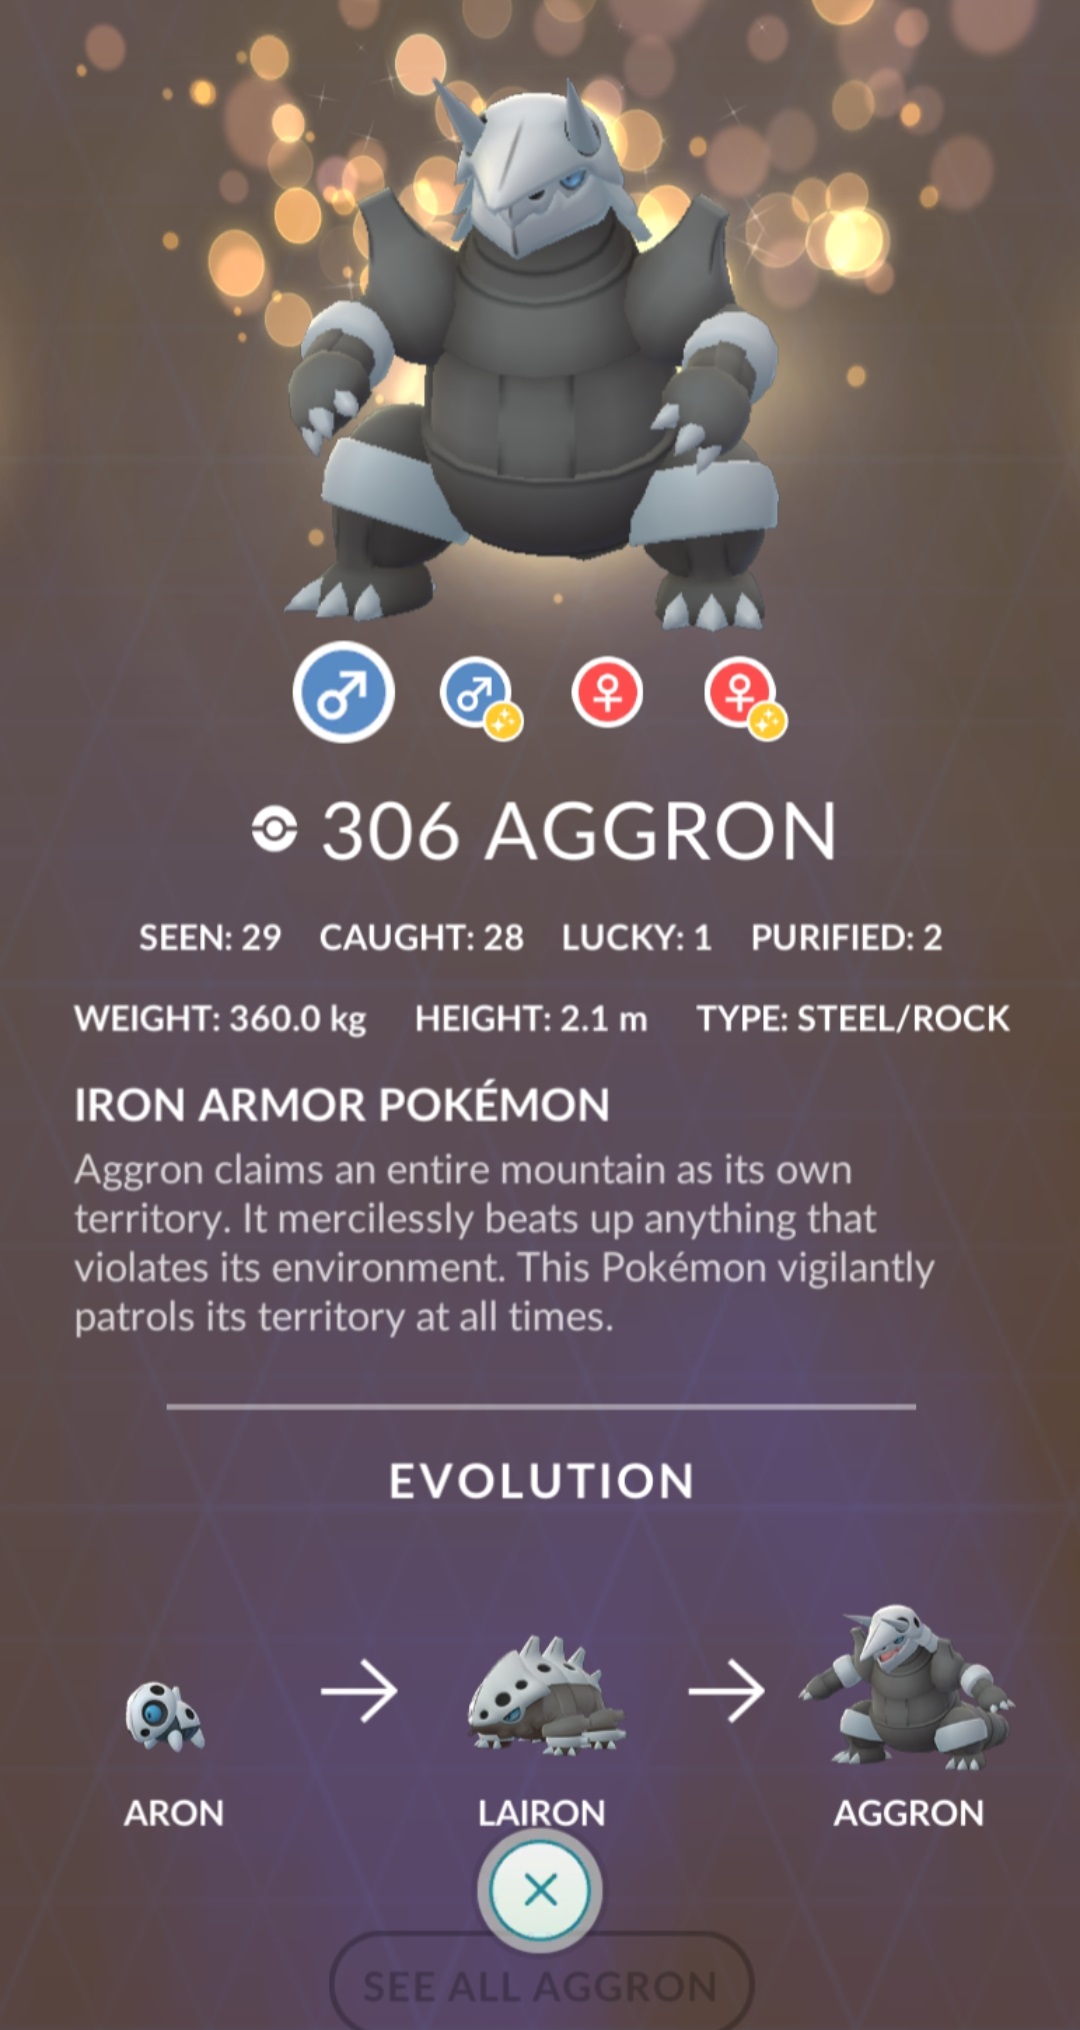 306 AGGRON
SEEN: 29 CAUGHT: 28 LUCKY: 1 PURIFIED: 2
WEIGHT: 360.0 kg HEIGHT: 2.1 m TYPE: STEEL/ROCK
IRON ARMOR POKÉMON
Aggron claims an entire mountain as its own
territory. It mercilessly beats up anything that
violates its environment. This Pokémon vigilantly
patrols its territory at all times.
EVOLUTION
ARON LAIRON AGGRON
SEE ALL AGGRON